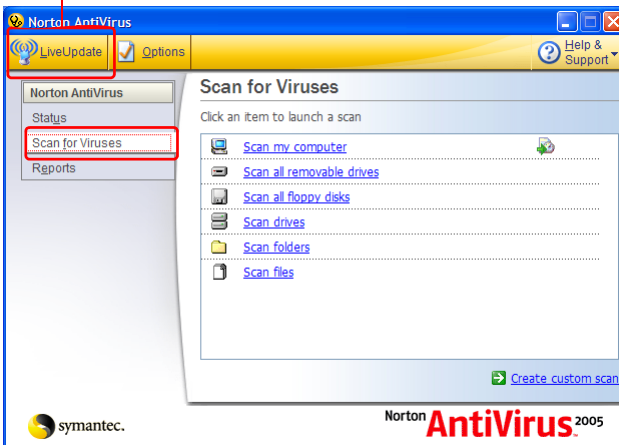 Norton AntiVirus
LiveUpdate Options Help & Support
Norton AntiVirus
Status
Scan for Viruses
Reports
Scan for Viruses
Click an item to launch a scan
Scan my computer
Scan all removable drives
Scan all floppy disks
Scan drives
Scan folders
Scan files
Create custom scan
symantec.
Norton AntiVirus 2005